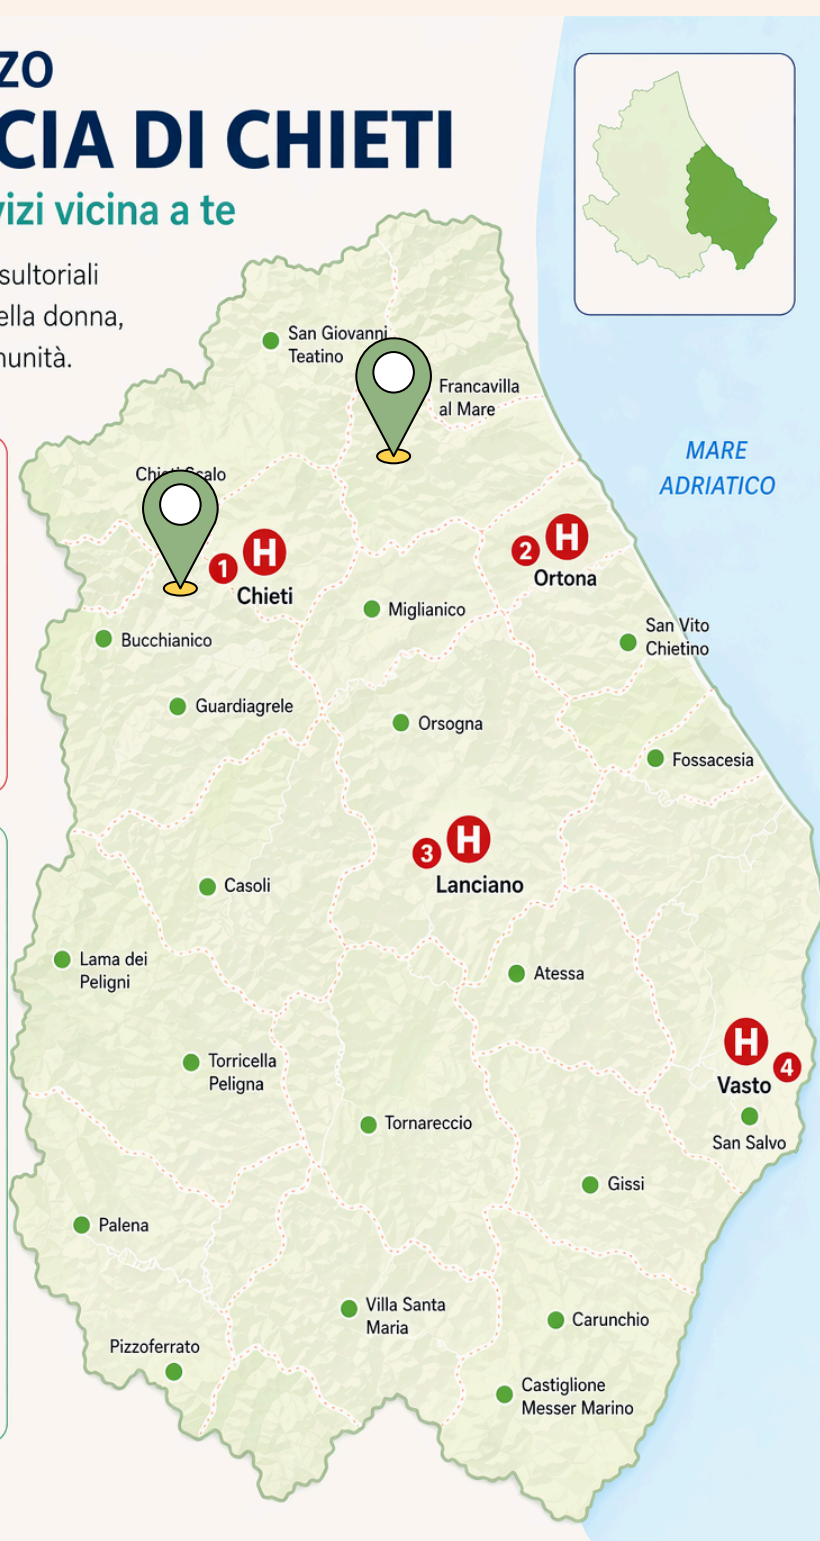 ZO
CIA DI CHIETI
vizi vicina a te
sultoriali
ella donna,
nunità.
San Giovanni
Teatino
Francavilla
al Mare
MARE
ADRIATICO
Chieti Scalo
1 H
Chieti
2 H
Ortona
Miglianico
San Vito
Chietino
Bucchianico
Guardiagrele
Orsogna
Fossacesia
3 H
Lanciano
Casoli
Lama dei
Peligni
Atessa
H
4
Vasto
Torricella
Peligna
Tornareccio
San Salvo
Gissi
Palena
Villa Santa
Maria
Carunchio
Pizzoferrato
Castiglione
Messer Marino